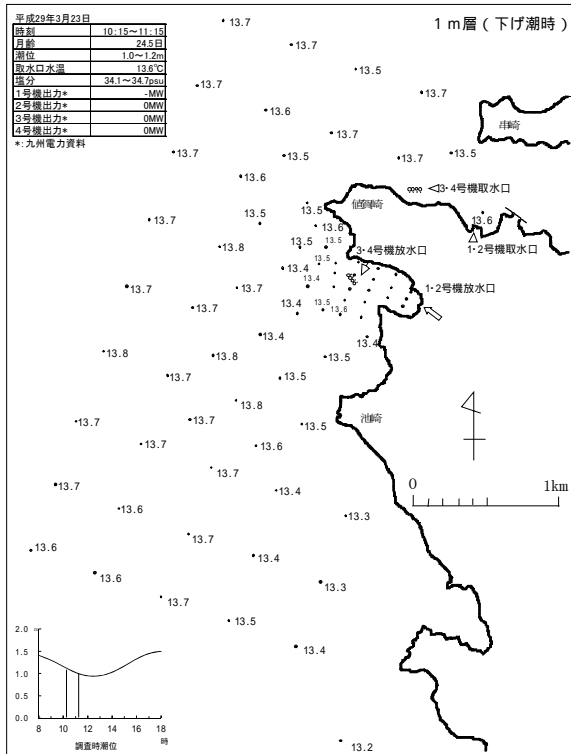 平成29年3月23日
時刻 10:15～11:15
月齢 24.5日
潮位 1.0～1.2m
取水口水温 13.6℃
塩分 34.1～34.7psu
1号機出力* -MW
2号機出力* 0MW
3号機出力* 0MW
4号機出力* 0MW
*: 九州電力資料
1m層(下げ潮時)
13.7
13.7
13.5
13.7
13.7
13.6
串崎
13.7
13.7
13.5
13.7
13.5
13.6
3・4号機取水口
値賀崎
13.5
13.6
13.7
13.5
13.6
1・2号機取水口
13.8
13.5
13.5
3・4号機放水口
13.5
13.4
13.4
13.7
13.7
1・2号機放水口
13.7
13.4
13.5
13.6
13.4
13.4
13.8
13.8
13.5
13.7
13.5
13.8
13.7
13.7
池崎
13.5
13.7
13.6
13.7
13.4
0 1km
13.7
13.6
13.3
13.7
13.6
13.4
13.6
13.3
13.7
13.5
13.4
13.2
2.0 m
1.5
1.0
0.5
0.0
8 10 12 14 16 18 時
調査時潮位